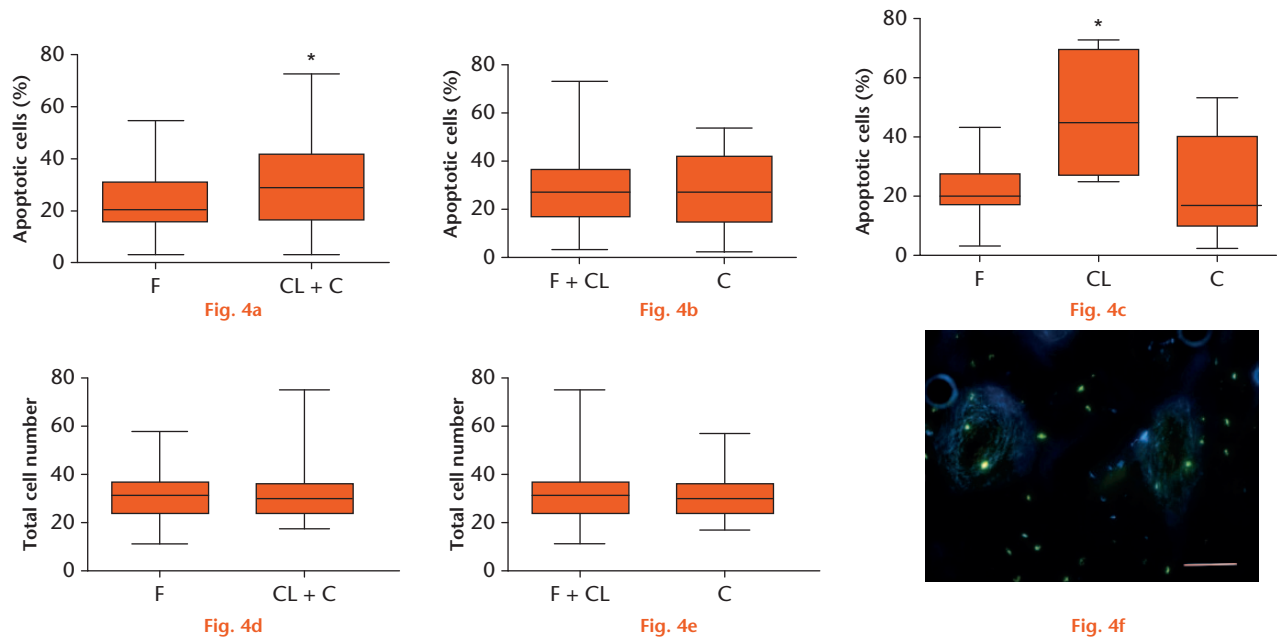 80
60
40
20
0
Apoptotic cells (%)
*
F
CL + C
Fig. 4a
80
60
40
20
0
Apoptotic cells (%)
F + CL
C
Fig. 4b
80
60
40
20
0
Apoptotic cells (%)
*
F
CL
C
Fig. 4c
80
60
40
20
0
Total cell number
F
CL + C
Fig. 4d
80
60
40
20
0
Total cell number
F + CL
C
Fig. 4e
Fig. 4f